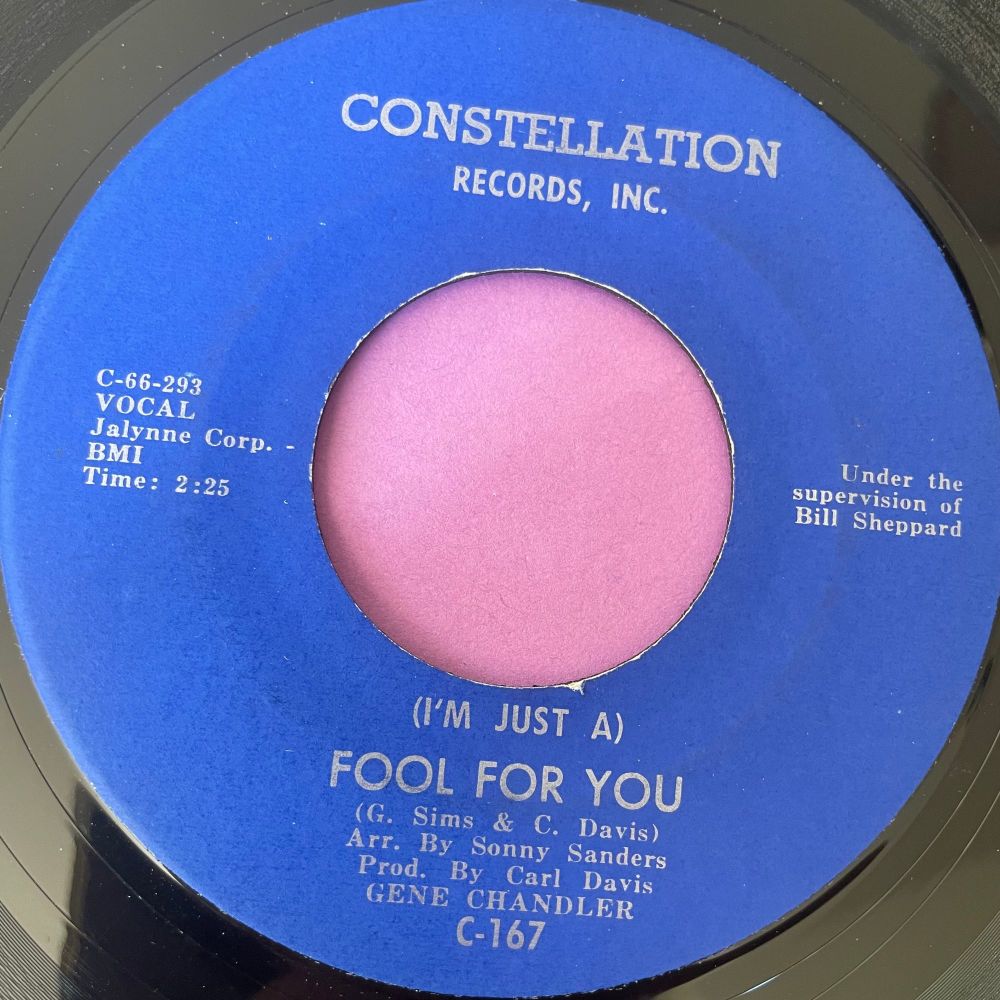 CONSTELLATION
RECORDS, INC.
C-66-293
VOCAL
Jalynne Corp. -
BMI
Time: 2:25
Under the
supervision of
Bill Sheppard
(I'M JUST A)
FOOL FOR YOU
(G. Sims & C. Davis)
Arr. By Sonny Sanders
Prod. By Carl Davis
GENE CHANDLER
C-167